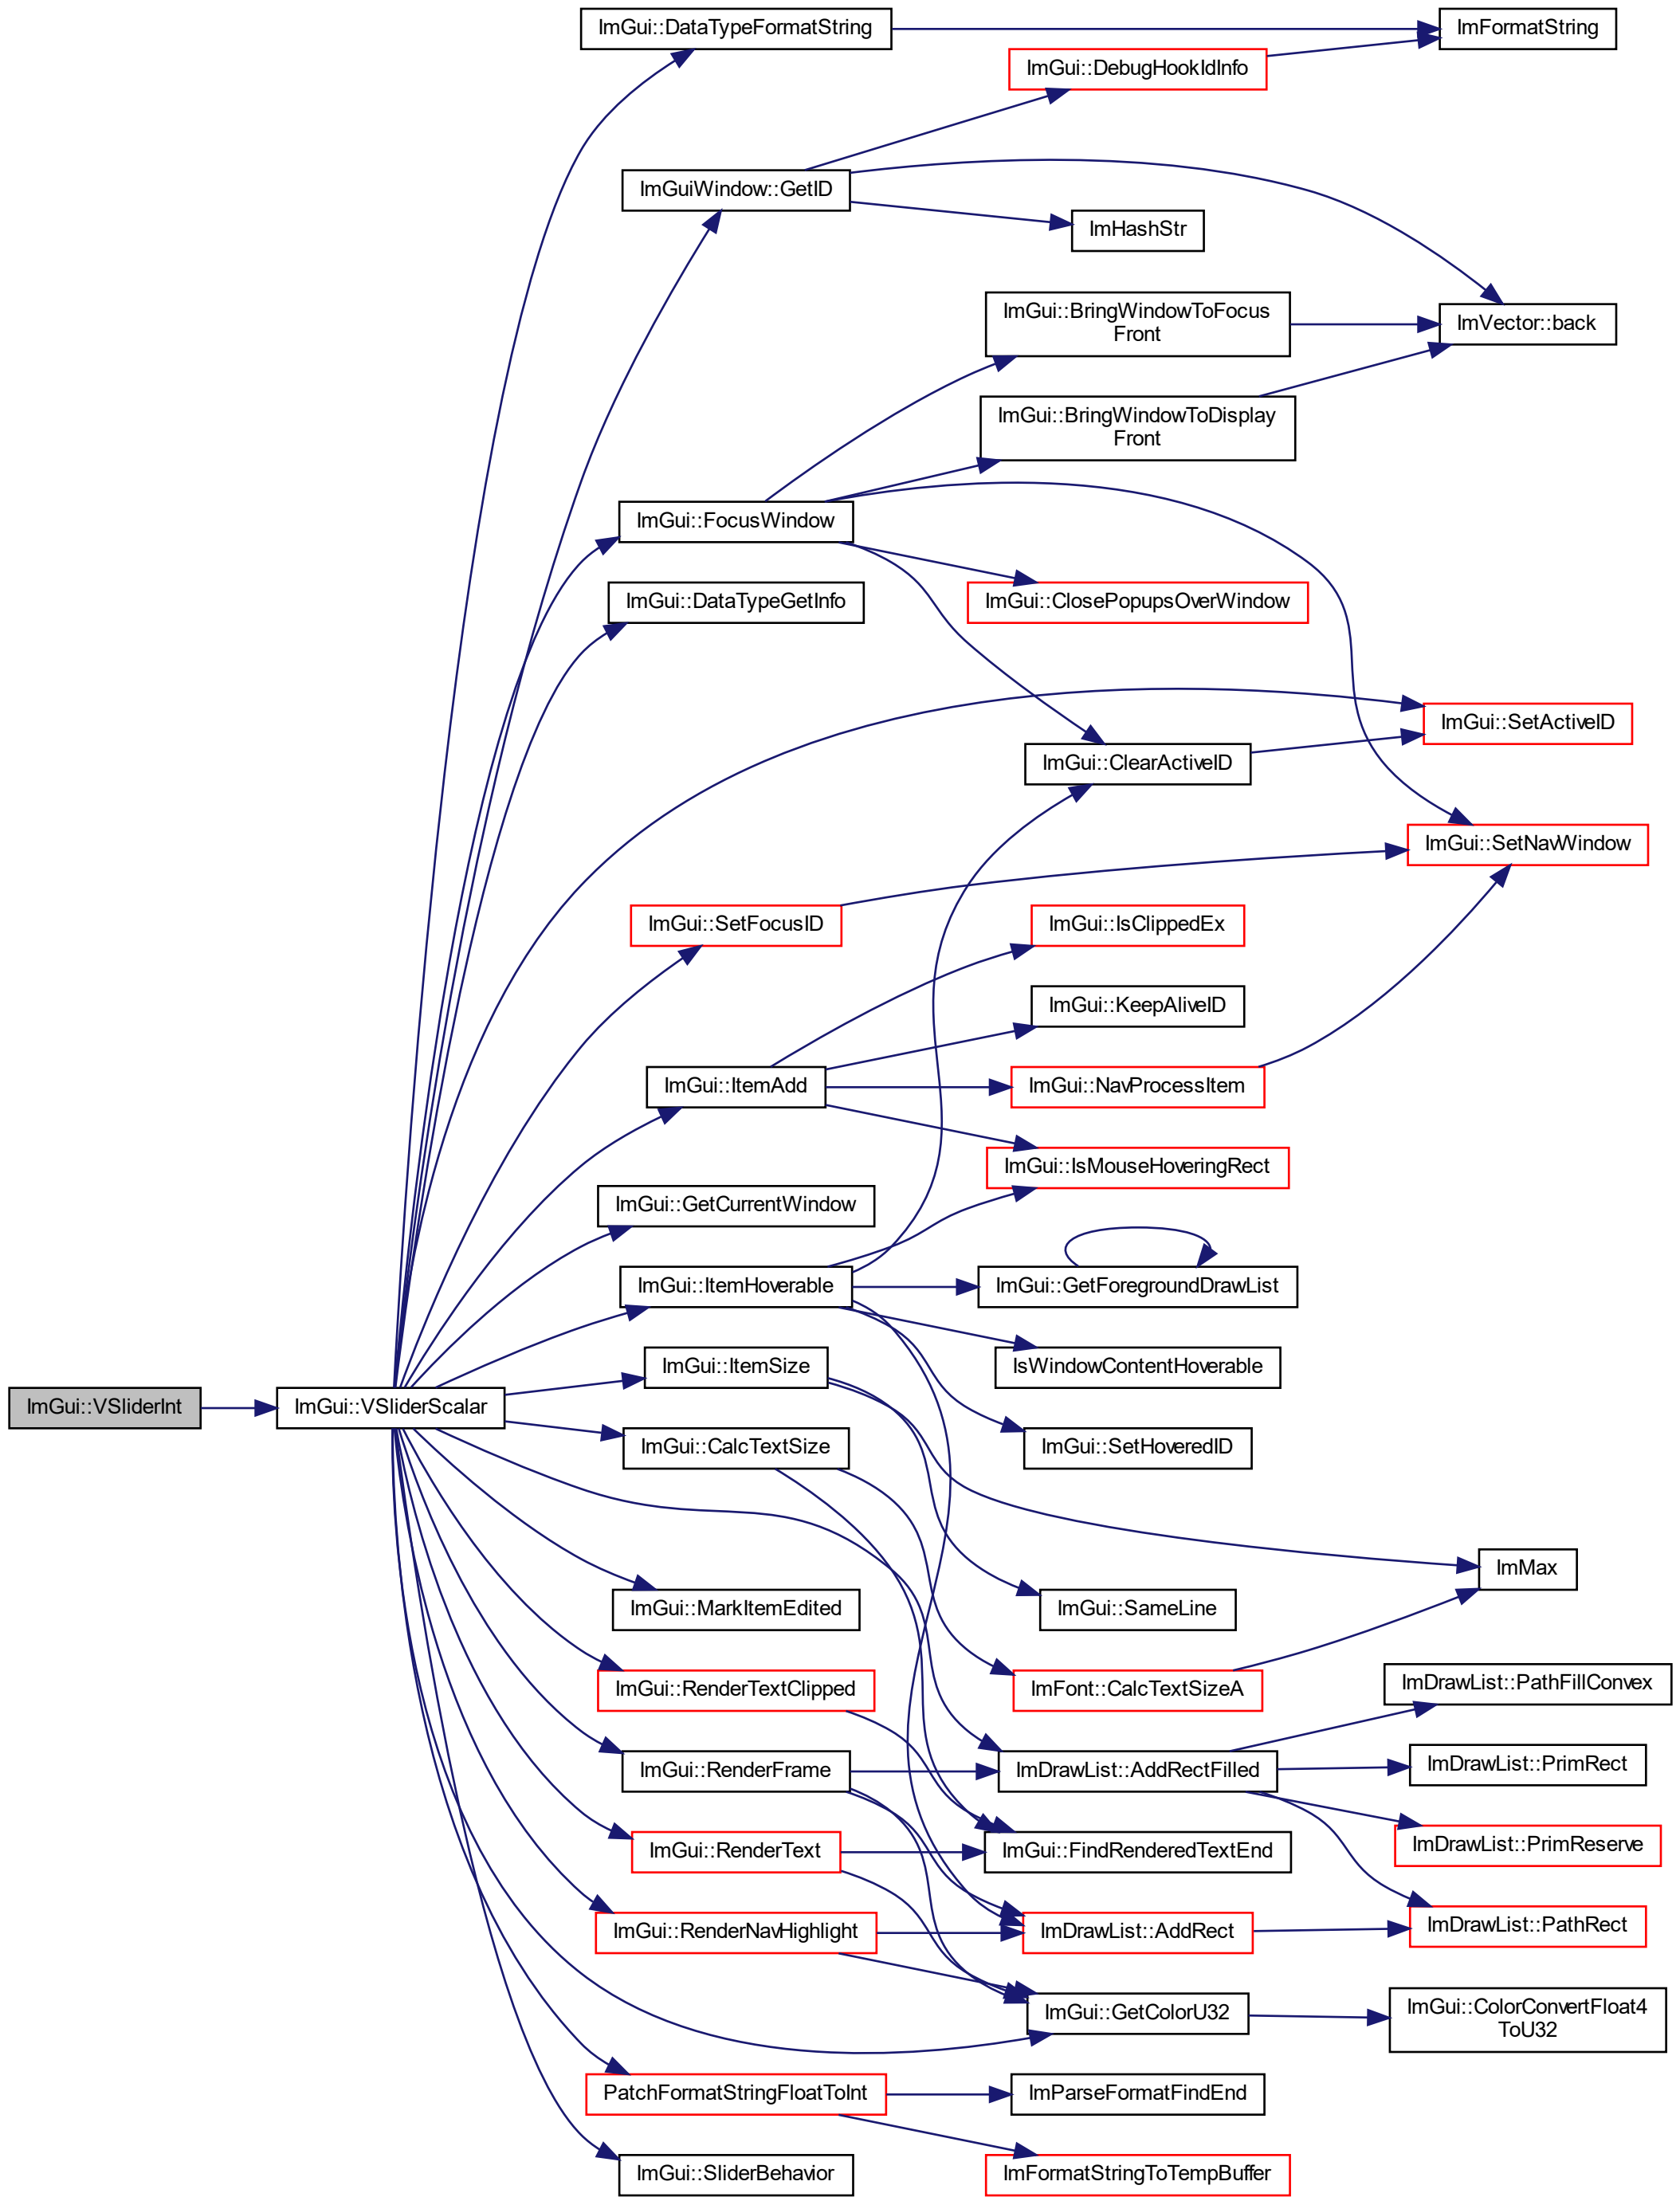 ImGui::DataTypeFormatString
ImFormatString
ImGui::DebugHookIdInfo
ImGuiWindow::GetID
ImHashStr
ImGui::BringWindowToFocus
Front
ImVector::back
ImGui::BringWindowToDisplay
Front
ImGui::FocusWindow
ImGui::DataTypeGetInfo
ImGui::ClosePopupsOverWindow
ImGui::SetActiveID
ImGui::ClearActiveID
ImGui::SetNavWindow
ImGui::SetFocusID
ImGui::IsClippedEx
ImGui::KeepAliveID
ImGui::ItemAdd
ImGui::NavProcessItem
ImGui::IsMouseHoveringRect
ImGui::GetCurrentWindow
ImGui::ItemHoverable
ImGui::GetForegroundDrawList
ImGui::ItemSize
IsWindowContentHoverable
ImGui::VSliderInt
ImGui::VSliderScalar
ImGui::CalcTextSize
ImGui::SetHoveredID
ImMax
ImGui::MarkItemEdited
ImGui::SameLine
ImGui::RenderTextClipped
ImFont::CalcTextSizeA
ImDrawList::PathFillConvex
ImGui::RenderFrame
ImDrawList::AddRectFilled
ImDrawList::PrimRect
ImGui::RenderText
ImGui::FindRenderedTextEnd
ImDrawList::PrimReserve
ImGui::RenderNavHighlight
ImDrawList::AddRect
ImDrawList::PathRect
ImGui::GetColorU32
ImGui::ColorConvertFloat4
ToU32
PatchFormatStringFloatToInt
ImParseFormatFindEnd
ImGui::SliderBehavior
ImFormatStringToTempBuffer